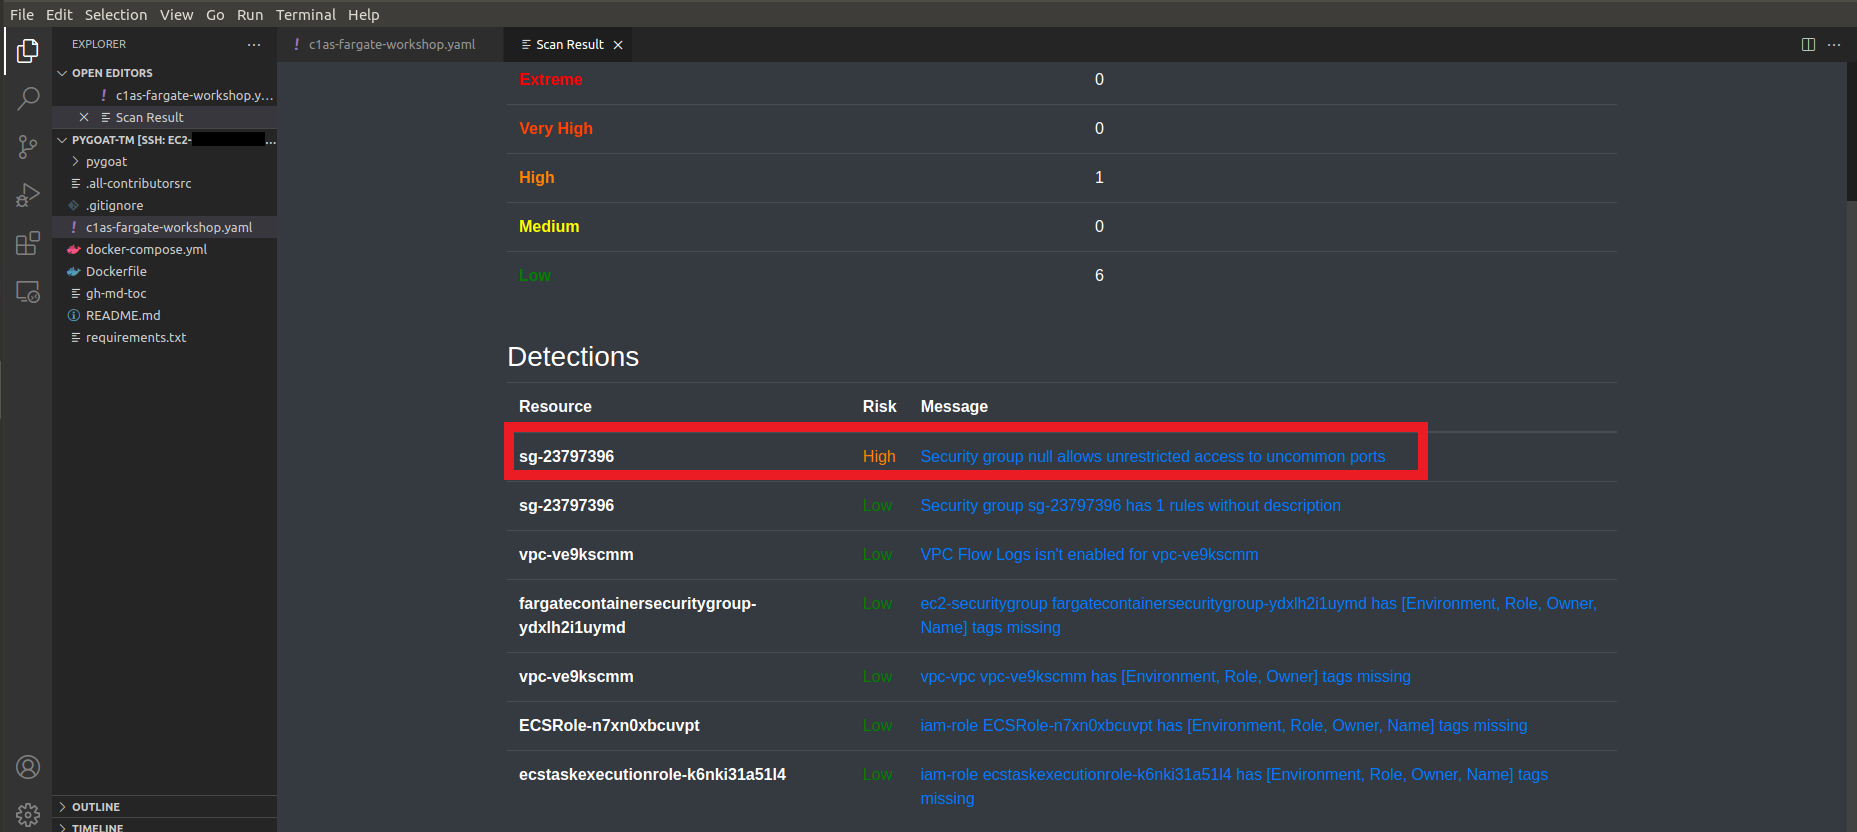 File Edit Selection View Go Run Terminal Help
EXPLORER ...
! c1as-fargate-workshop.yaml
Scan Result
OPEN EDITORS
! c1as-fargate-workshop.y...
Scan Result
PYGOAT-TM [SSH: EC2- ...
pygoat
.all-contributorsrc
.gitignore
! c1as-fargate-workshop.yaml
docker-compose.yml
Dockerfile
gh-md-toc
README.md
requirements.txt
OUTLINE
TIMELINE
Extreme 0
Very High 0
High 1
Medium 0
Low 6
Detections
Resource Risk Message
sg-23797396 High Security group null allows unrestricted access to uncommon ports
sg-23797396 Low Security group sg-23797396 has 1 rules without description
vpc-ve9kscmm Low VPC Flow Logs isn't enabled for vpc-ve9kscmm
fargatecontainersecuritygroup- Low ec2-securitygroup fargatecontainersecuritygroup-ydxlh2i1uymd has [Environment, Role, Owner,
ydxlh2i1uymd Name] tags missing
vpc-ve9kscmm Low vpc-vpc vpc-ve9kscmm has [Environment, Role, Owner] tags missing
ECSRole-n7xn0xbcuvpt Low iam-role ECSRole-n7xn0xbcuvpt has [Environment, Role, Owner, Name] tags missing
ecstaskexecutionrole-k6nki31a51l4 Low iam-role ecstaskexecutionrole-k6nki31a51l4 has [Environment, Role, Owner, Name] tags
missing